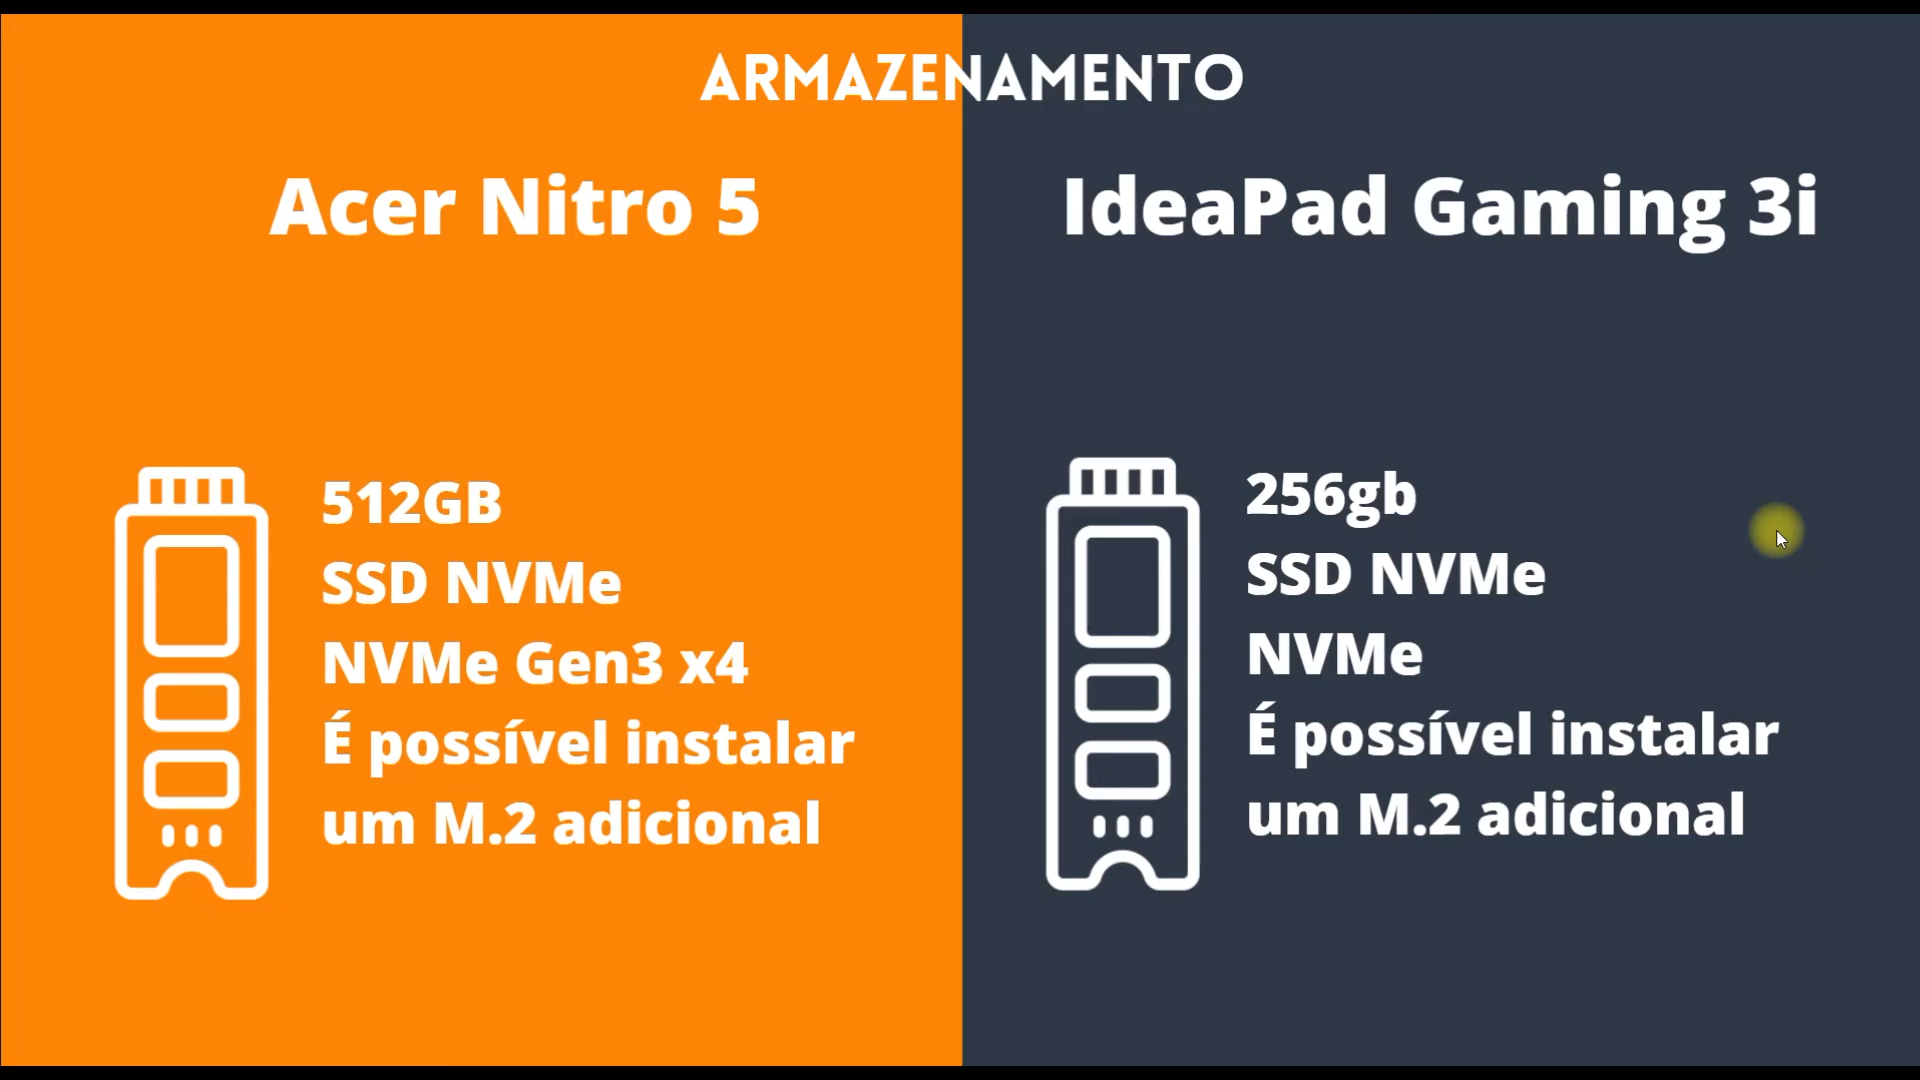 ARMAZENAMENTO
Acer Nitro 5
512GB
SSD NVMe
NVMe Gen3 x4
É possível instalar
um M.2 adicional
IdeaPad Gaming 3i
256gb
SSD NVMe
NVMe
É possível instalar
um M.2 adicional